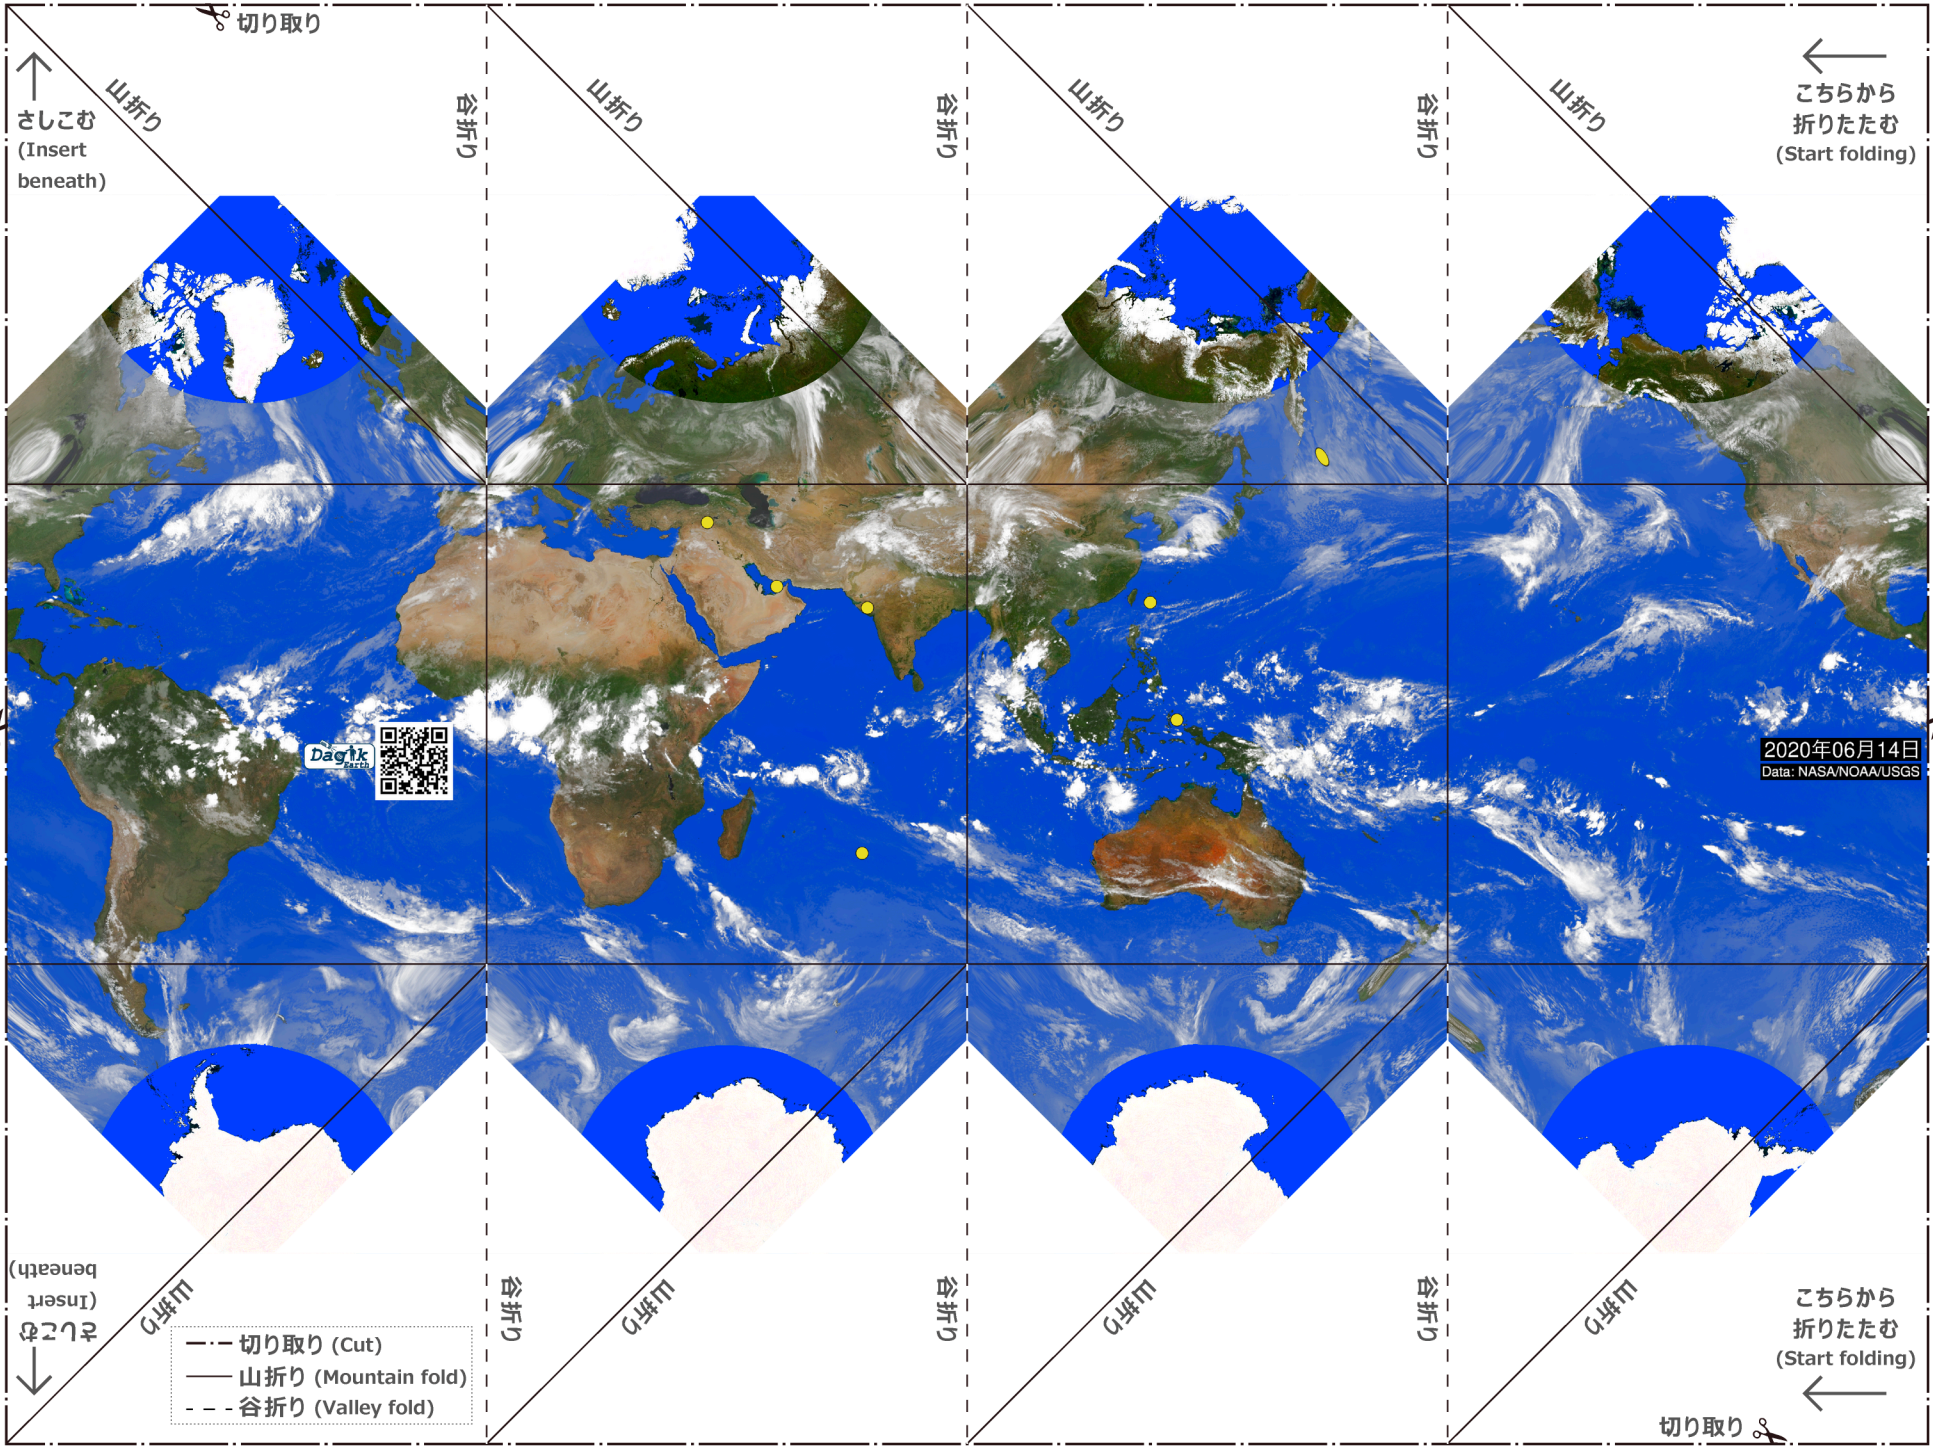 切り取り
山折り
谷折り
山折り
谷折り
山折り
谷折り
山折り
さしこむ
(Insert
beneath)
こちらから
折りたたむ
(Start folding)
Dagik
Earth
2020年06月14日
Data: NASA/NOAA/USGS
さしこむ
(Insert
beneath)
山折り
谷折り
山折り
谷折り
山折り
谷折り
山折り
切り取り (Cut)
山折り (Mountain fold)
谷折り (Valley fold)
こちらから
折りたたむ
(Start folding)
切り取り